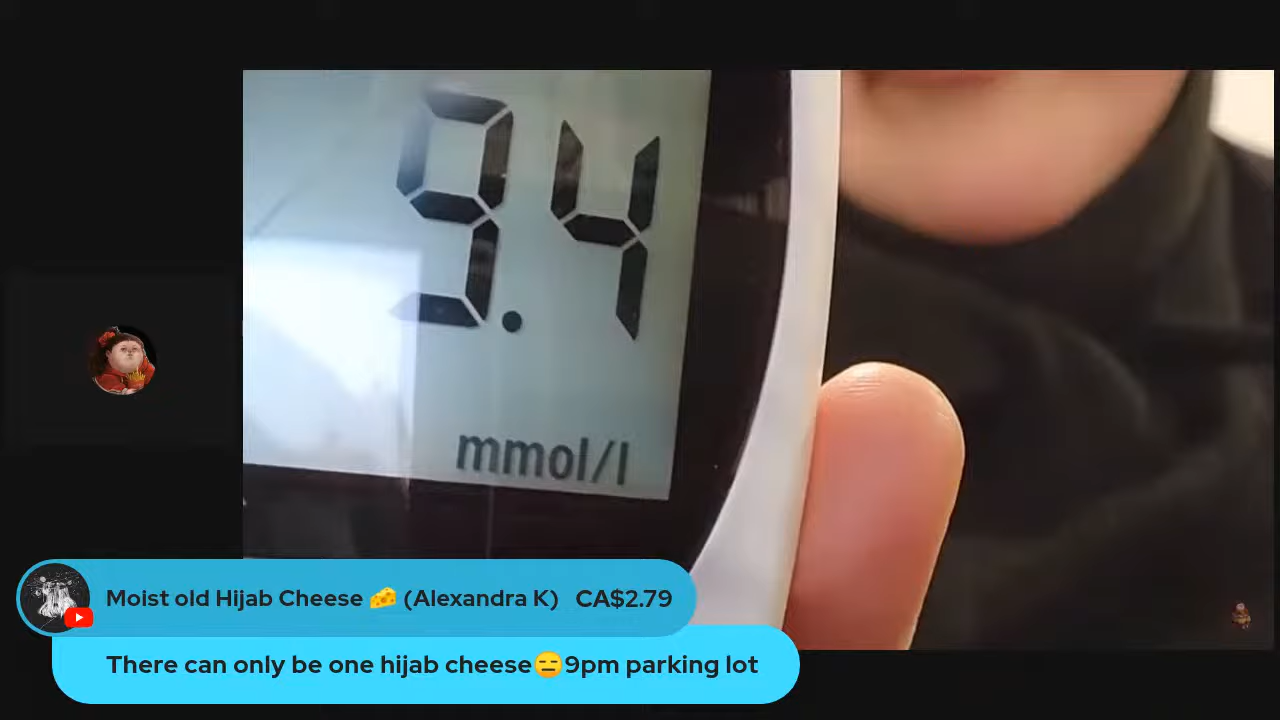 9.4
mmol/l
Moist old Hijab Cheese 🧀 (Alexandra K) CA$2.79
There can only be one hijab cheese😑9pm parking lot